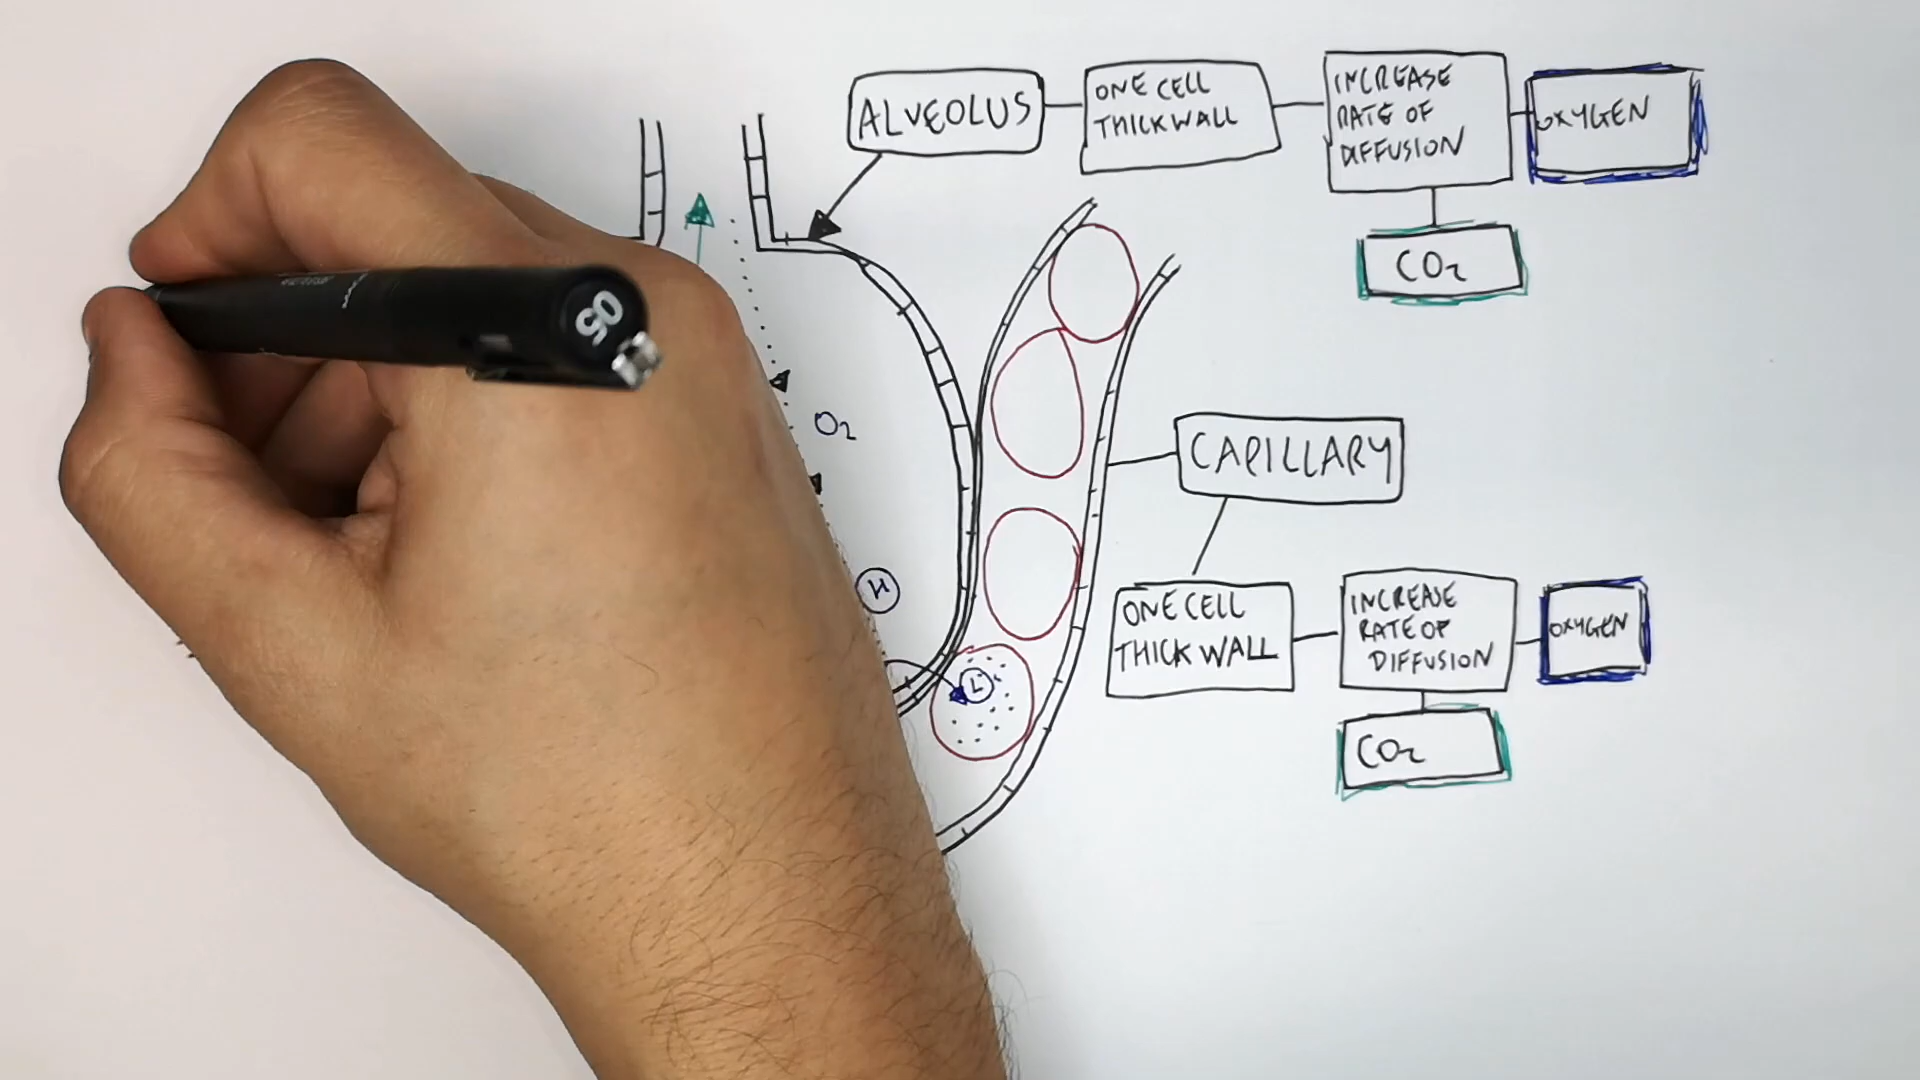 ALVEOLUS
ONE CELL
THICK WALL
INCREASE
RATE OF
DIFFUSION
OXYGEN
CO2
O2
CAPILLARY
H
L
ONE CELL
THICK WALL
INCREASE
RATE OF
DIFFUSION
OXYGEN
CO2
05